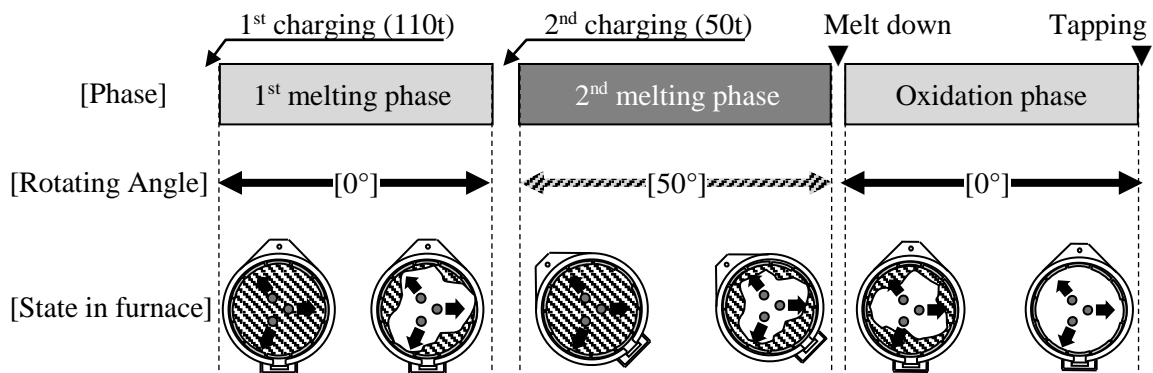 1st charging (110t) 2nd charging (50t) Melt down Tapping
[Phase] 1st melting phase 2nd melting phase Oxidation phase
[Rotating Angle] [0°] [50°] [0°]
[State in furnace]